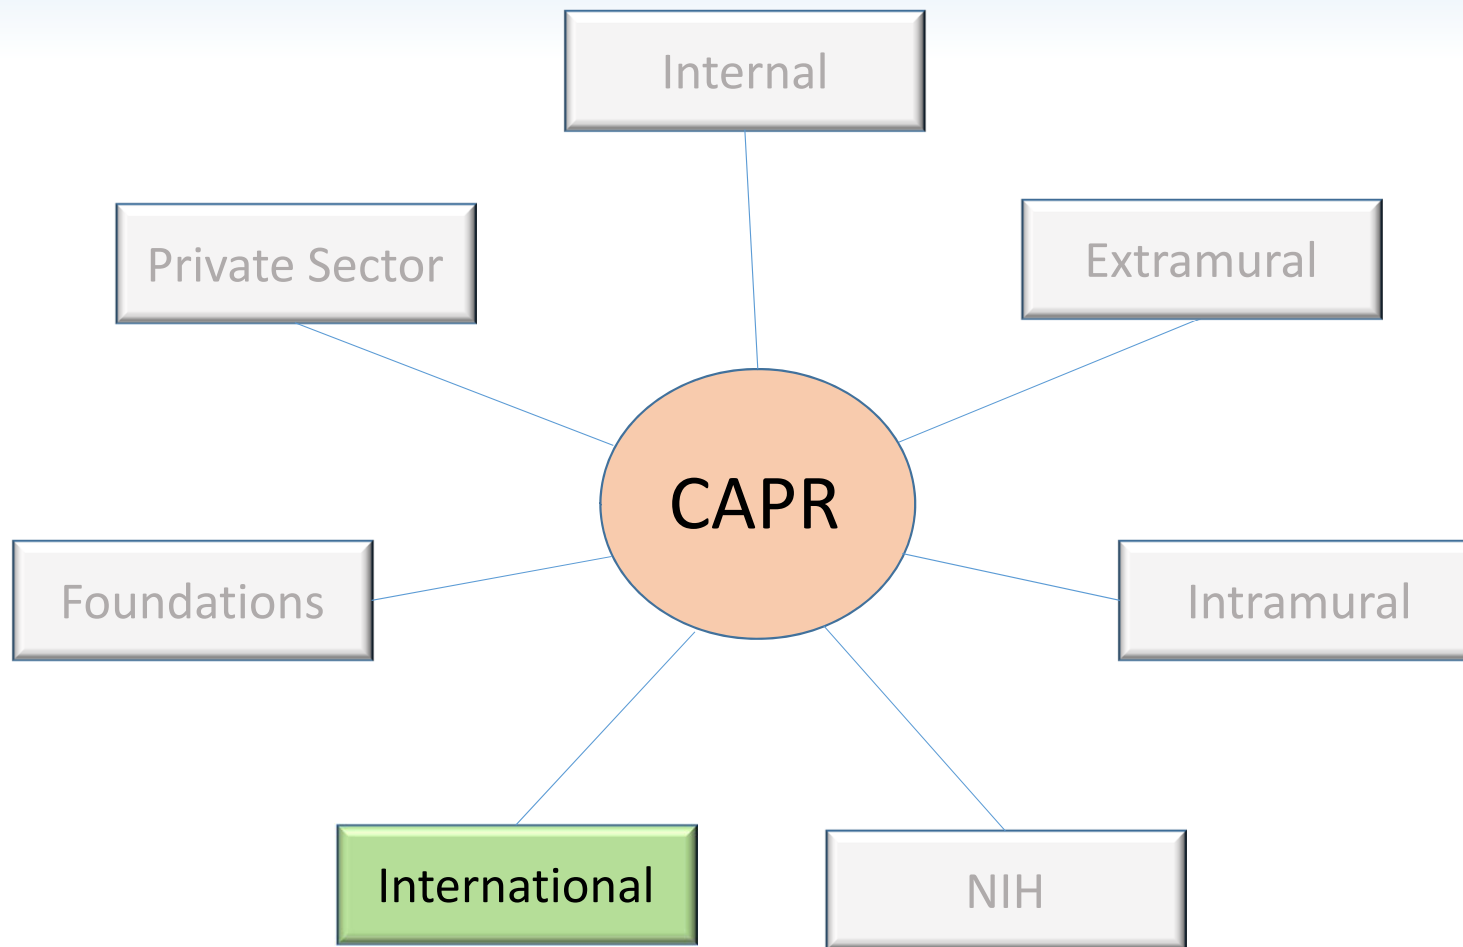 Internal
Private Sector
Extramural
CAPR
Foundations
Intramural
International
NIH